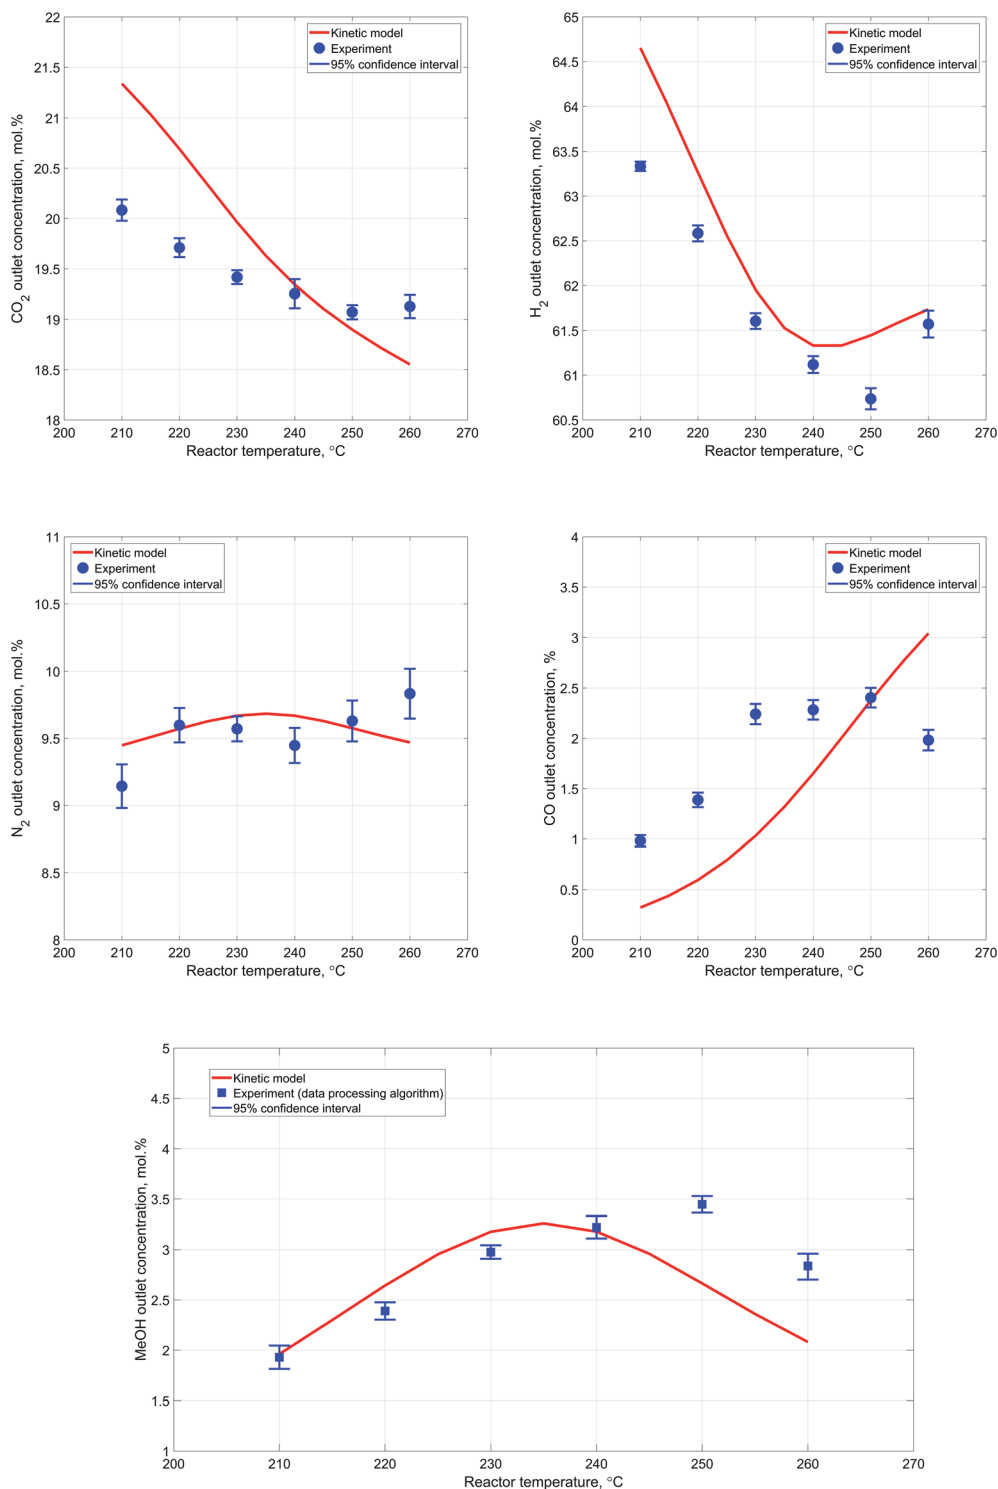 22
21.5
21
20.5
20
19.5
19
18.5
18
200 210 220 230 240 250 260 270
Reactor temperature, °C
CO2 outlet concentration, mol.%
Kinetic model
Experiment
95% confidence interval
65
64.5
64
63.5
63
62.5
62
61.5
61
60.5
200 210 220 230 240 250 260 270
Reactor temperature, °C
H2 outlet concentration, mol.%
Kinetic model
Experiment
95% confidence interval
11
10.5
10
9.5
9
8.5
8
200 210 220 230 240 250 260 270
Reactor temperature, °C
N2 outlet concentration, mol.%
Kinetic model
Experiment
95% confidence interval
4
3.5
3
2.5
2
1.5
1
0.5
0
200 210 220 230 240 250 260 270
Reactor temperature, °C
CO outlet concentration, %
Kinetic model
Experiment
95% confidence interval
5
4.5
4
3.5
3
2.5
2
1.5
1
200 210 220 230 240 250 260 270
Reactor temperature, °C
MeOH outlet concentration, mol.%
Kinetic model
Experiment (data processing algorithm)
95% confidence interval